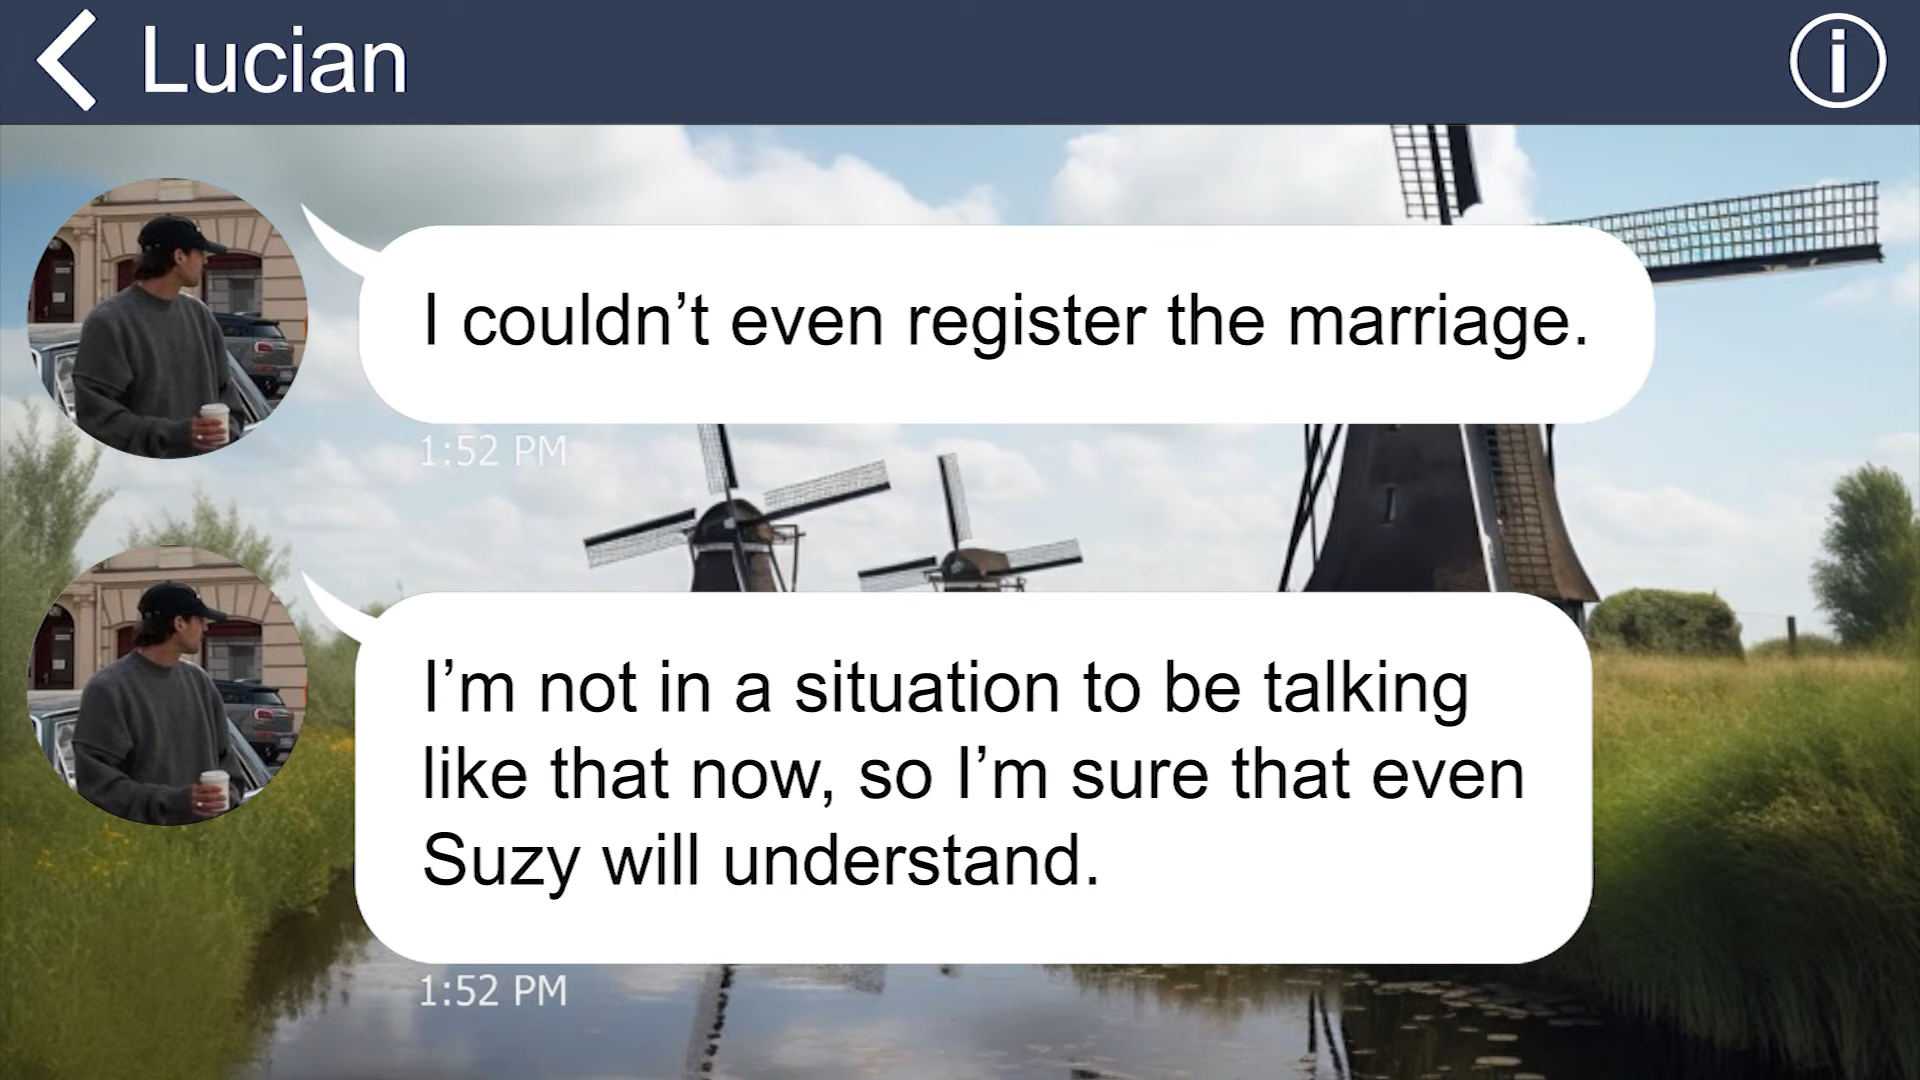 Lucian
I couldn’t even register the marriage.
1:52 PM
I’m not in a situation to be talking
like that now, so I’m sure that even
Suzy will understand.
1:52 PM